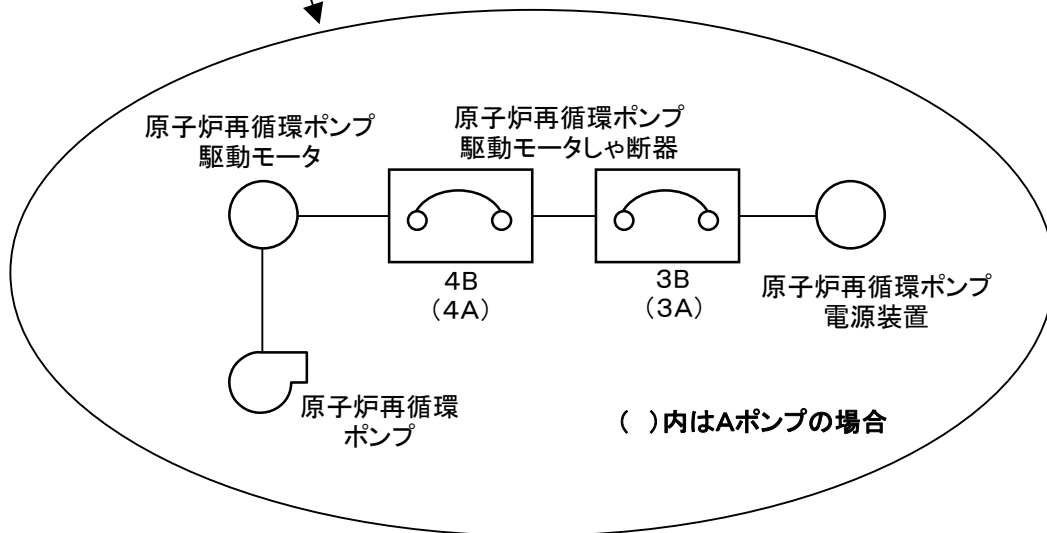 原子炉再循環ポンプ
駆動モータ
原子炉再循環ポンプ
駆動モータしゃ断器
4B
(4A)
3B
(3A)
原子炉再循環ポンプ
電源装置
原子炉再循環
ポンプ
( )内はAポンプの場合